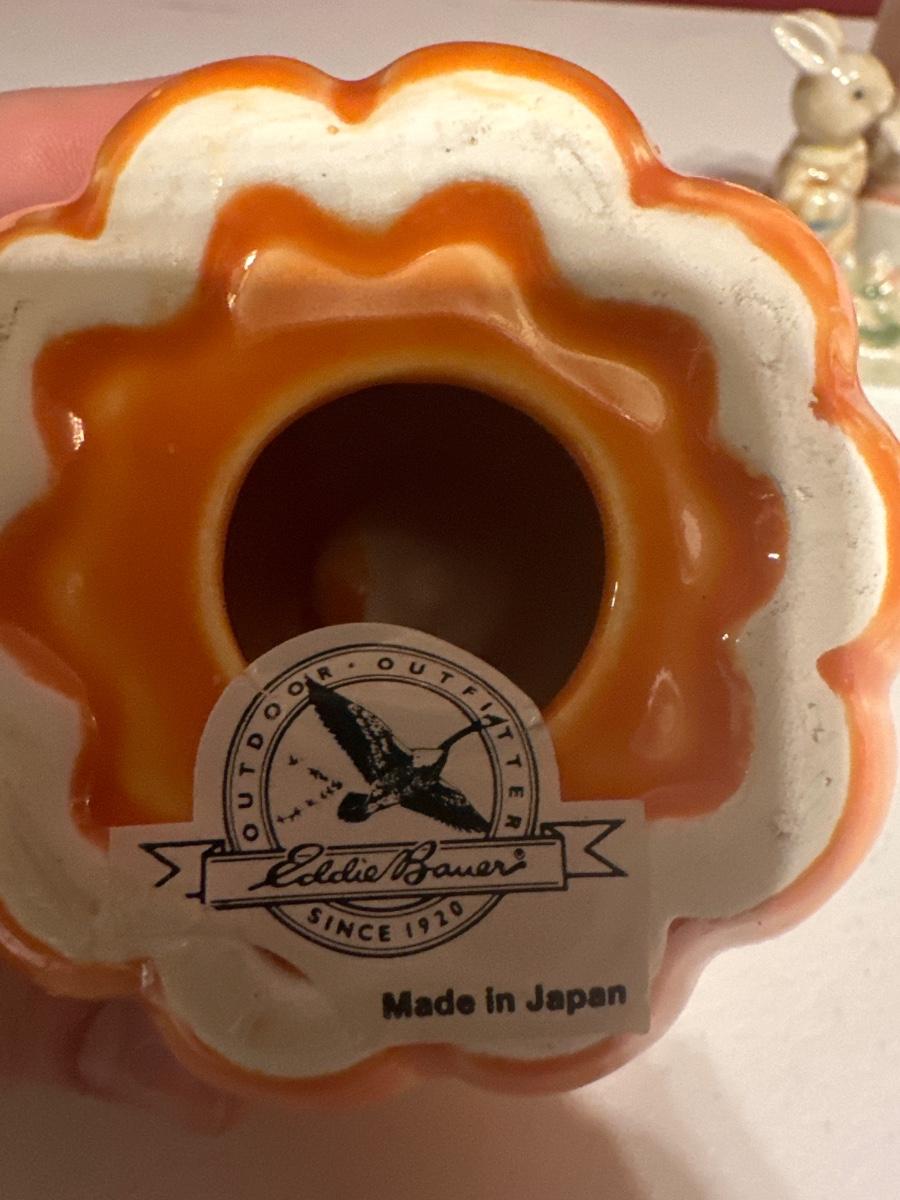 OUTDOOR · OUTFITTER
Eddie Bauer®
SINCE 1920
Made in Japan